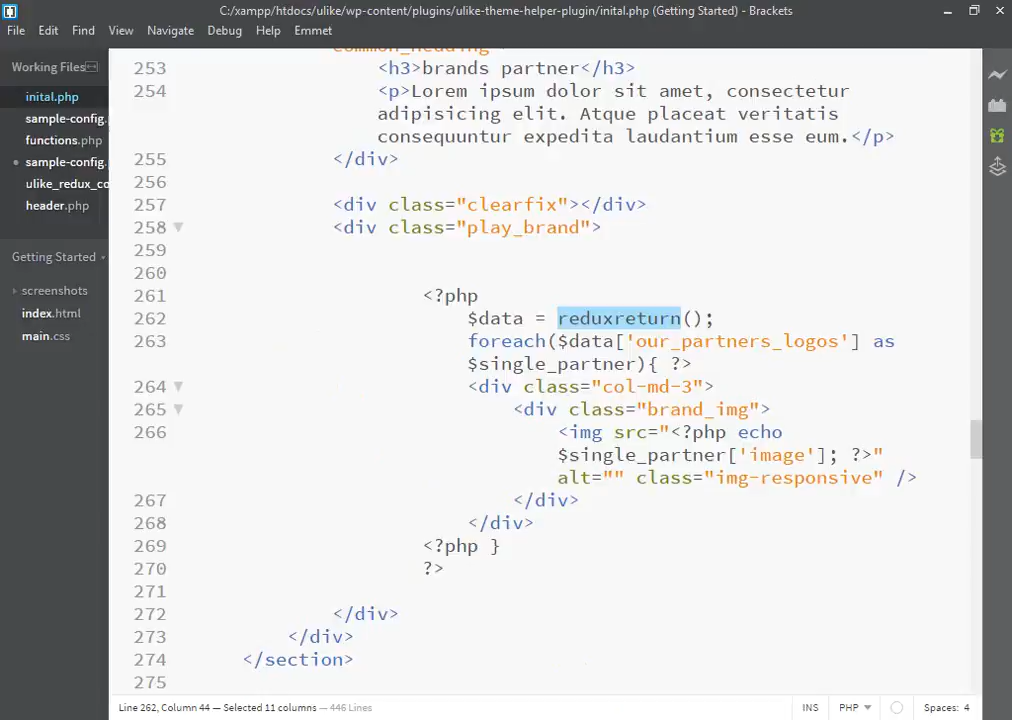 C:/xampp/htdocs/ulike/wp-content/plugins/ulike-theme-helper-plugin/inital.php (Getting Started) - Brackets
File Edit Find View Navigate Debug Help Emmet
Working Files
inital.php
sample-config.
functions.php
sample-config.
ulike_redux_co
header.php
Getting Started
screenshots
index.html
main.css
common_heading
253 <h3>brands partner</h3>
254 <p>Lorem ipsum dolor sit amet, consectetur
adipisicing elit. Atque placeat veritatis
consequuntur expedita laudantium esse eum.</p>
255 </div>
256
257 <div class="clearfix"></div>
258 <div class="play_brand">
259
260
261 <?php
262 $data = reduxreturn();
263 foreach($data['our_partners_logos'] as
$single_partner){ ?>
264 <div class="col-md-3">
265 <div class="brand_img">
266 <img src="<?php echo
$single_partner['image']; ?>"
alt="" class="img-responsive" />
267 </div>
268 </div>
269 <?php }
270 ?>
271
272 </div>
273 </div>
274 </section>
275
Line 262, Column 44 — Selected 11 columns — 446 Lines
INS PHP Spaces: 4